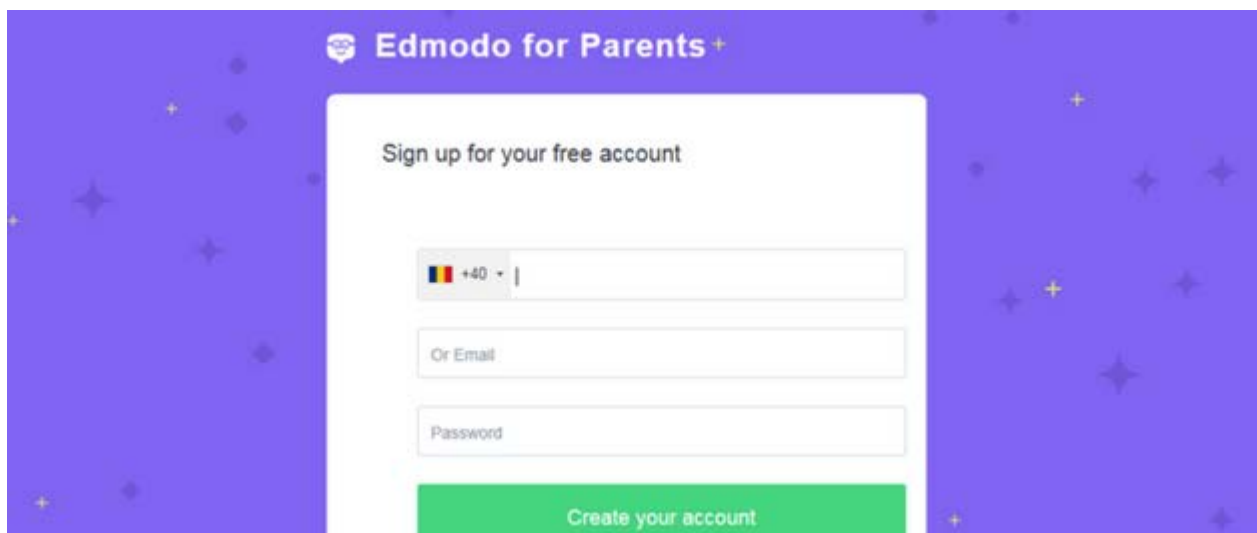 Edmodo for Parents
Sign up for your free account
+40
Or Email
Password
Create your account